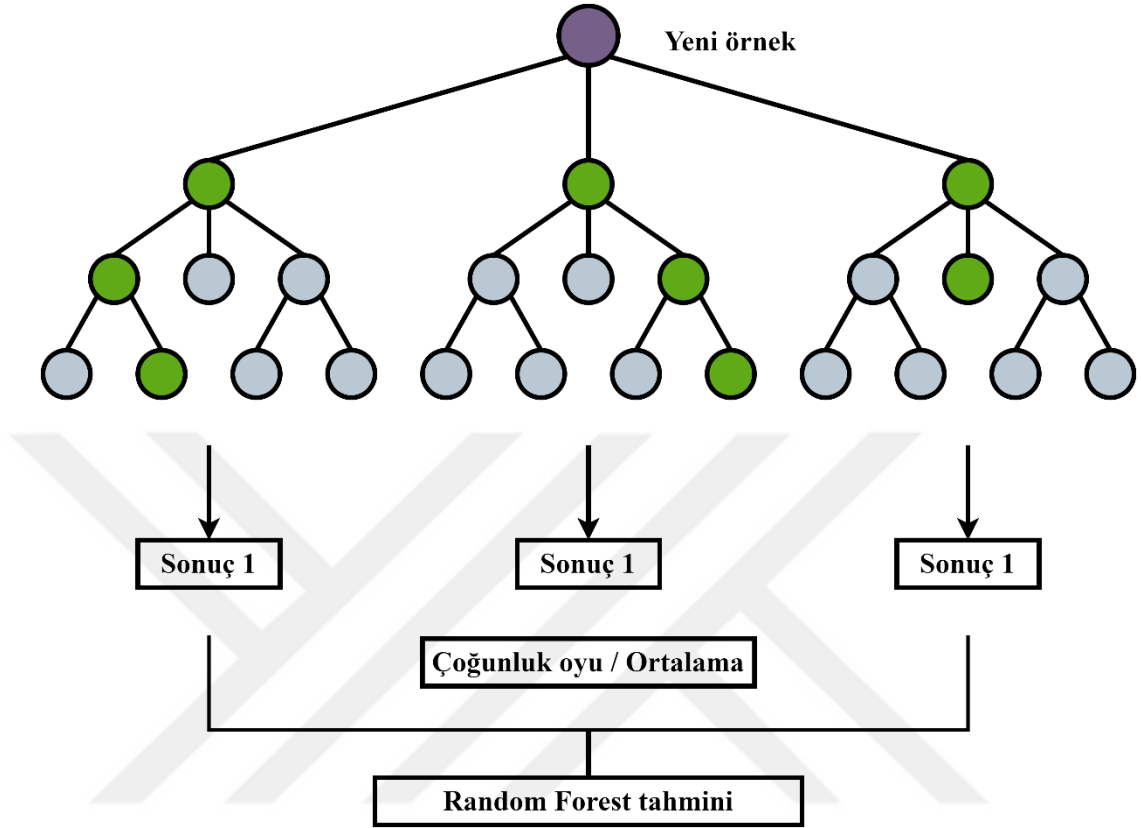 Yeni örnek
Sonuç 1
Sonuç 1
Sonuç 1
Çoğunluk oyu / Ortalama
Random Forest tahmini